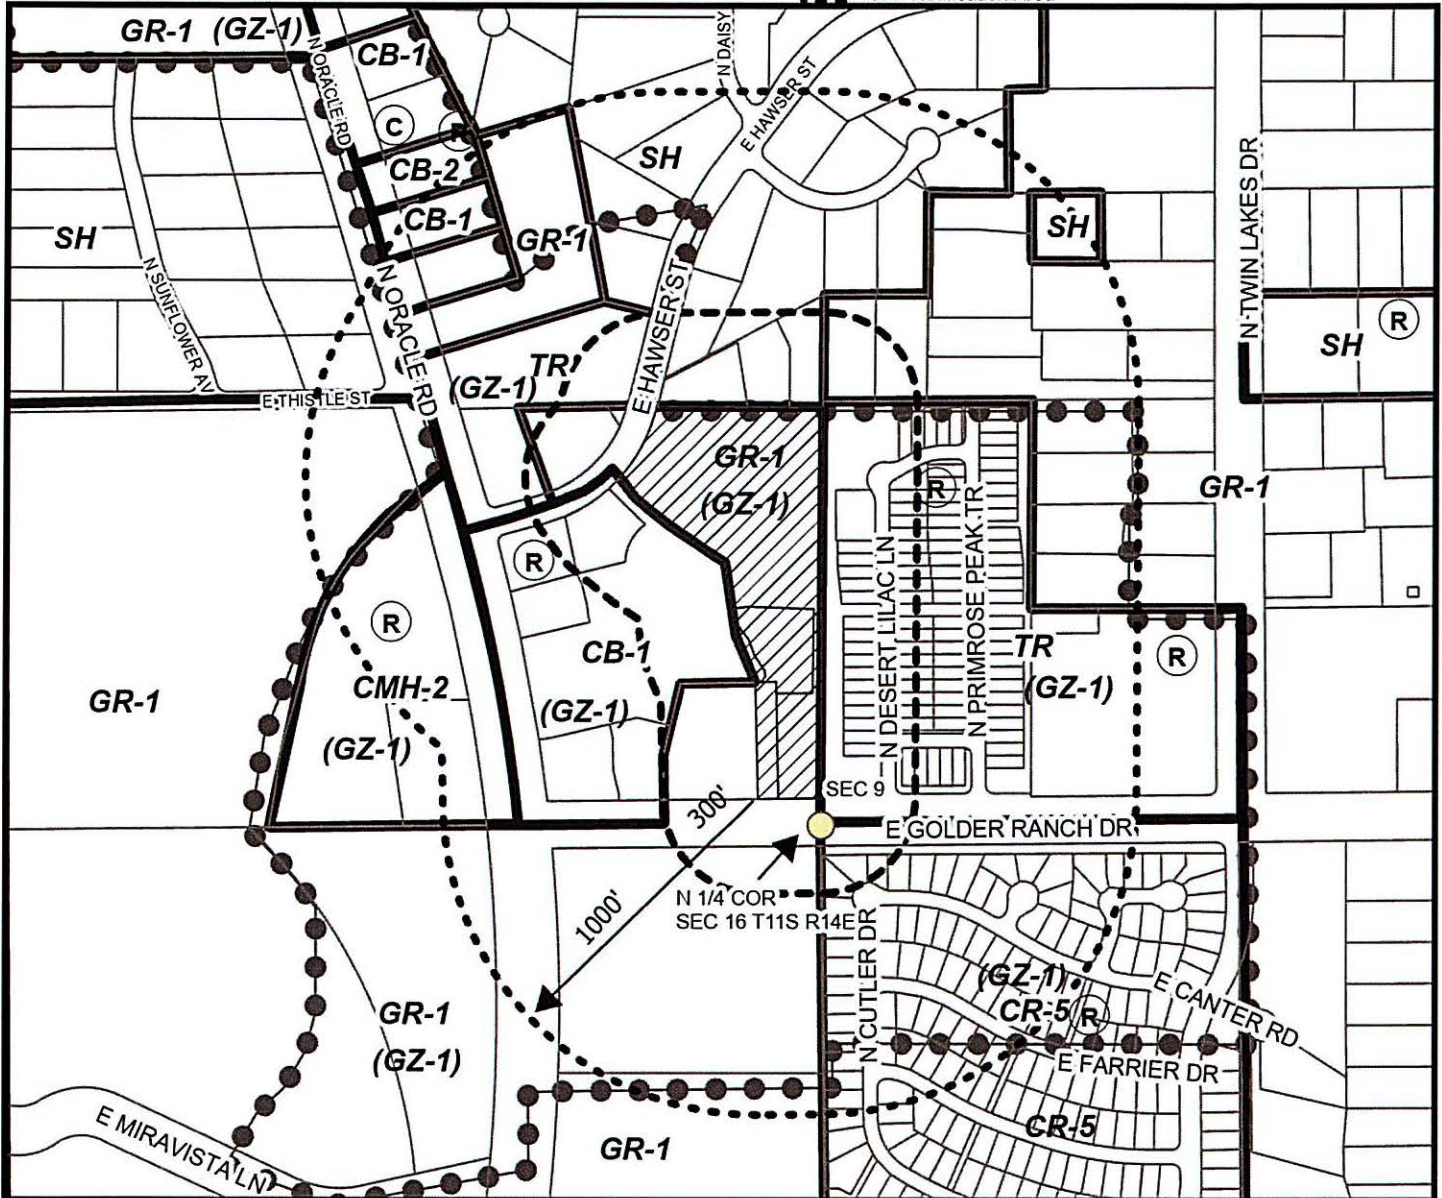 GR-1 (GZ-1)
N ORACLE RD
CB-1
N DAISY
E HAWSER ST
C
R
CB-2
SH
CB-1
GR-1
SH
N TWIN LAKES DR
SH
N SUNFLOWER AV
N ORACLE RD
E HAWSER ST
R
SH
TR
(GZ-1)
E THISTLE ST
GR-1
(GZ-1)
R
GR-1
R
N DESERT LILAC LN
N PRIMROSE PEAK TR
R
CB-1
(GZ-1)
TR
(GZ-1)
R
GR-1
CMH-2
(GZ-1)
SEC 9
300'
E GOLDER RANCH DR
N 1/4 COR
SEC 16 T11S R14E
1000'
N CUTLER DR
(GZ-1)
CR-5
R
E CANTER RD
GR-1
(GZ-1)
E FARRIER DR
E MIRAVISTA LN
GR-1
CR-5